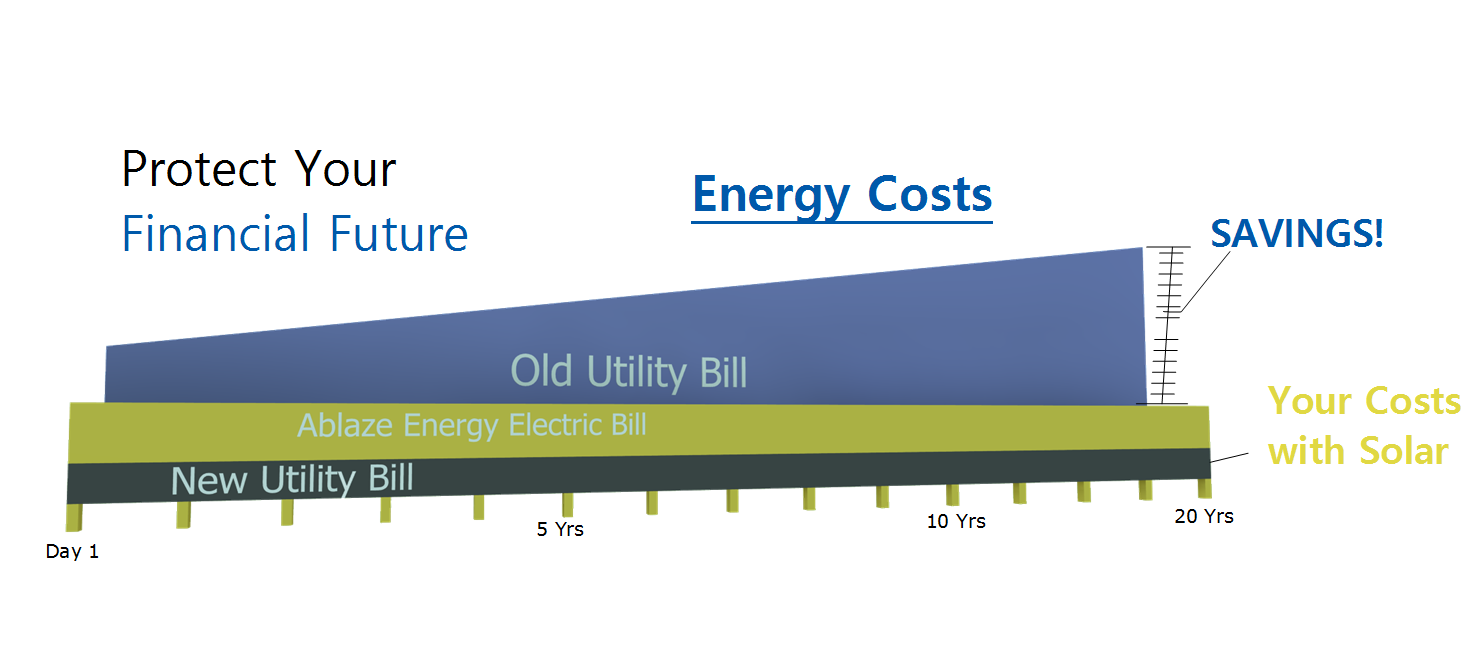 Protect Your
Financial Future
Energy Costs
SAVINGS!
Old Utility Bill
Ablaze Energy Electric Bill
New Utility Bill
Your Costs
with Solar
Day 1
5 Yrs
10 Yrs
20 Yrs